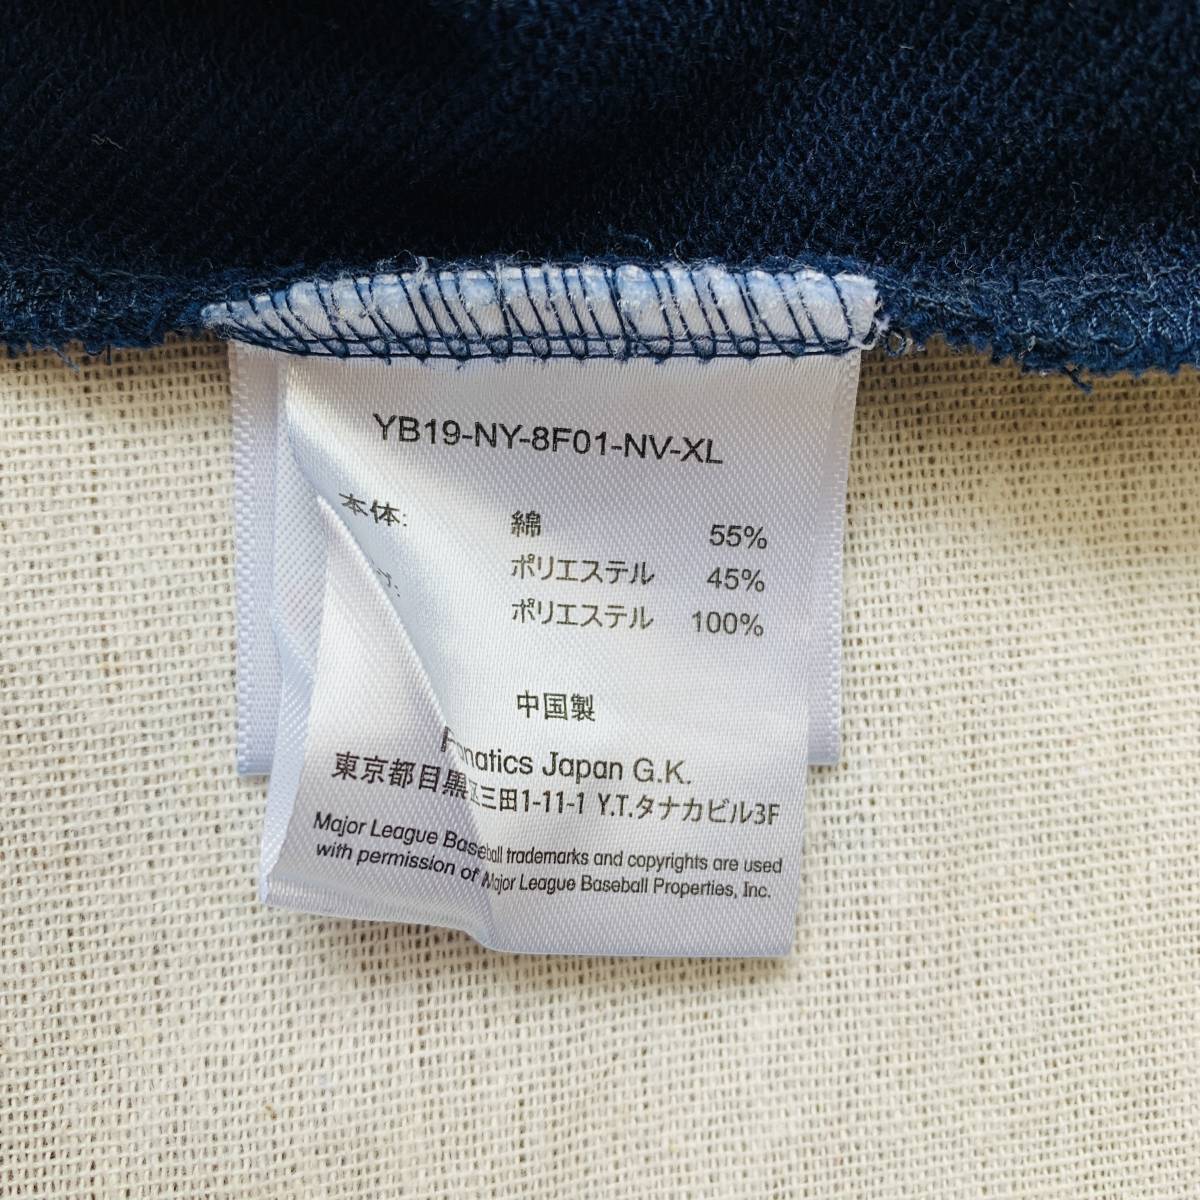 YB19-NY-8F01-NV-XL
本体: 綿 55%
ポリエステル 45%
ポリエステル 100%
中国製
Fanatics Japan G.K.
東京都目黒区三田1-11-1 Y.T.タナカビル3F
Major League Baseball trademarks and copyrights are used
with permission of Major League Baseball Properties, Inc.